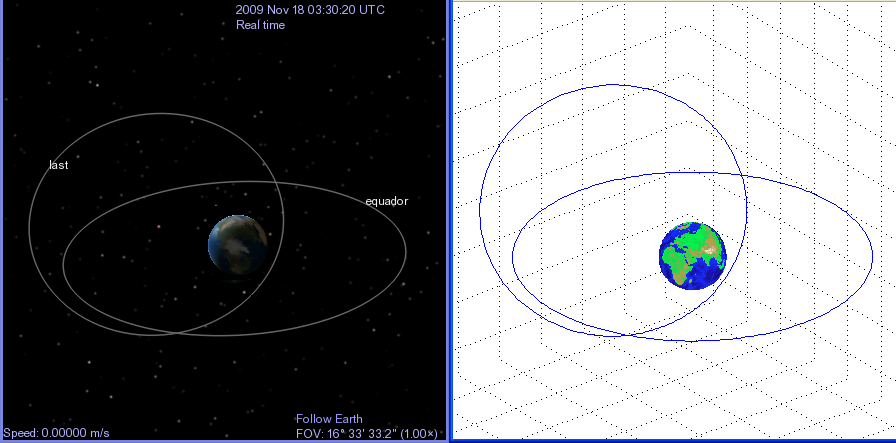 2009 Nov 18 03:30:20 UTC
Real time
last
equador
Follow Earth
Speed: 0.00000 m/s
FOV: 16° 33' 33.2" (1.00×)